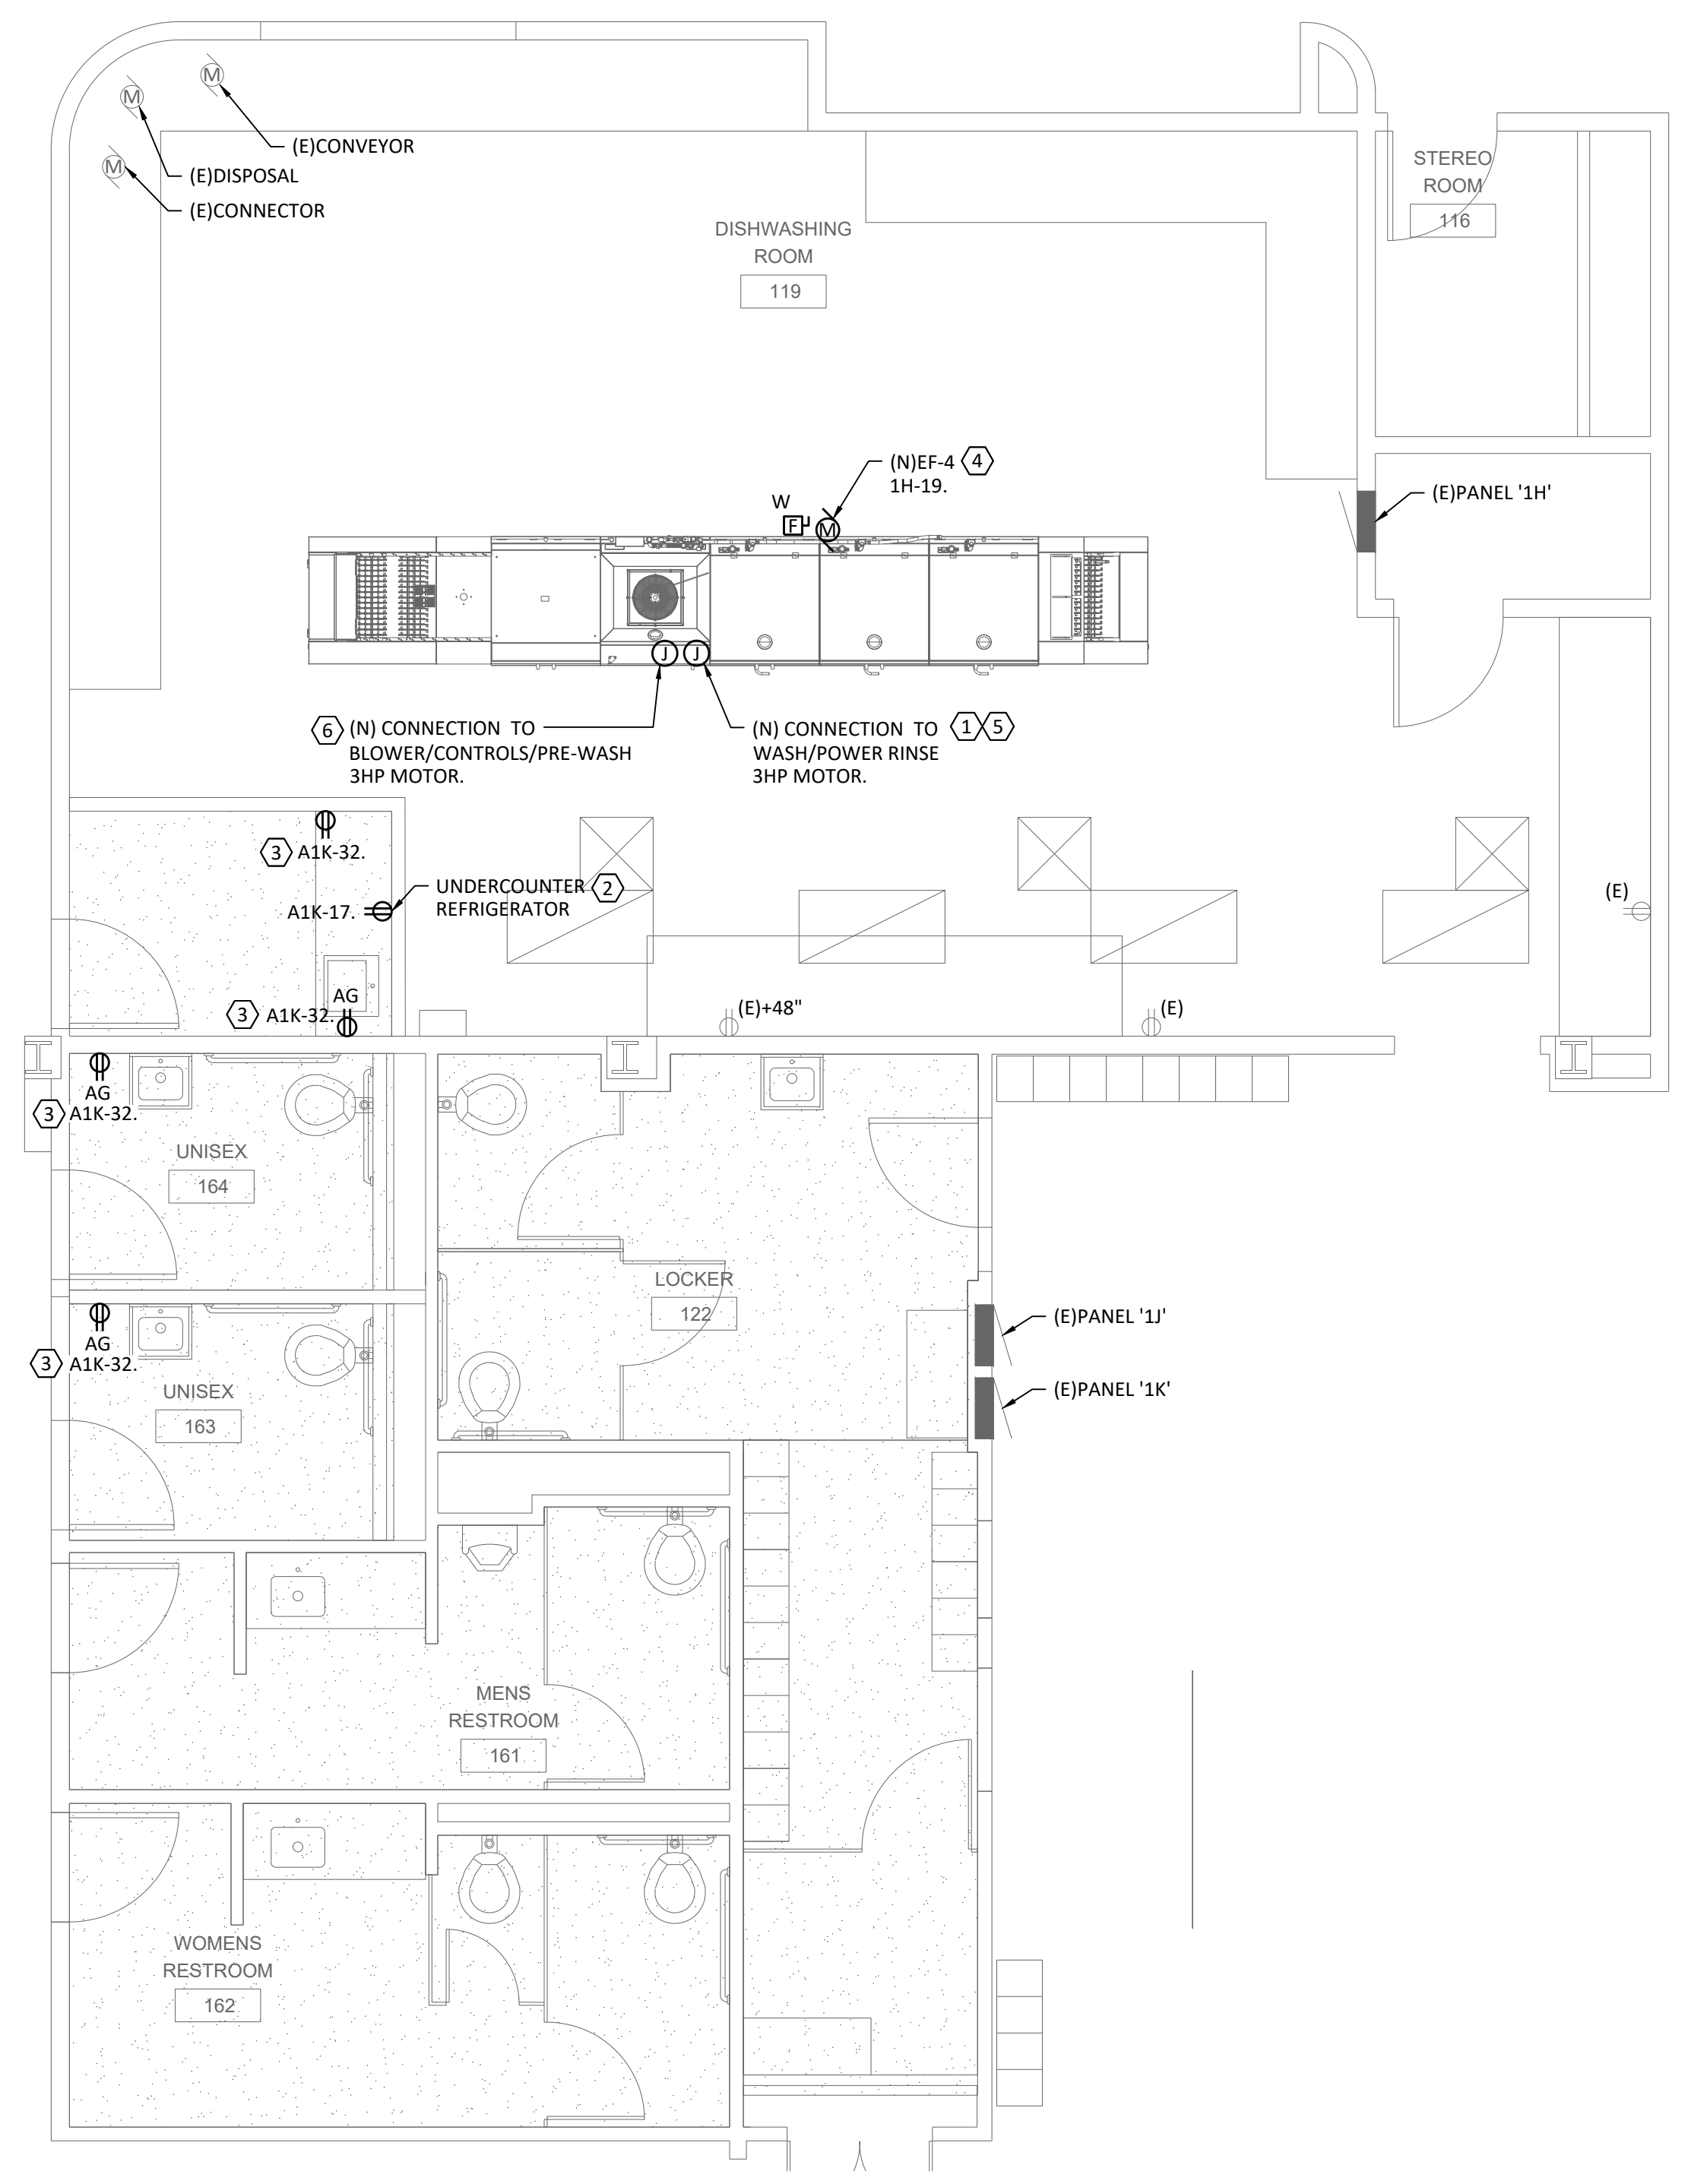 M
M
(E)CONVEYOR
(E)DISPOSAL
M
(E)CONNECTOR
STEREO
ROOM
116
DISHWASHING
ROOM
119
(N)EF-4 4
1H-19.
W
F
M
(E)PANEL '1H'
J
J
6 (N) CONNECTION TO
BLOWER/CONTROLS/PRE-WASH
3HP MOTOR.
(N) CONNECTION TO 1 5
WASH/POWER RINSE
3HP MOTOR.
3 A1K-32.
UNDERCOUNTER 2
REFRIGERATOR
A1K-17.
(E)
AG
3 A1K-32.
(E)+48"
(E)
AG
3 A1K-32.
UNISEX
164
LOCKER
122
(E)PANEL '1J'
AG
3 A1K-32.
(E)PANEL '1K'
UNISEX
163
MENS
RESTROOM
161
WOMENS
RESTROOM
162